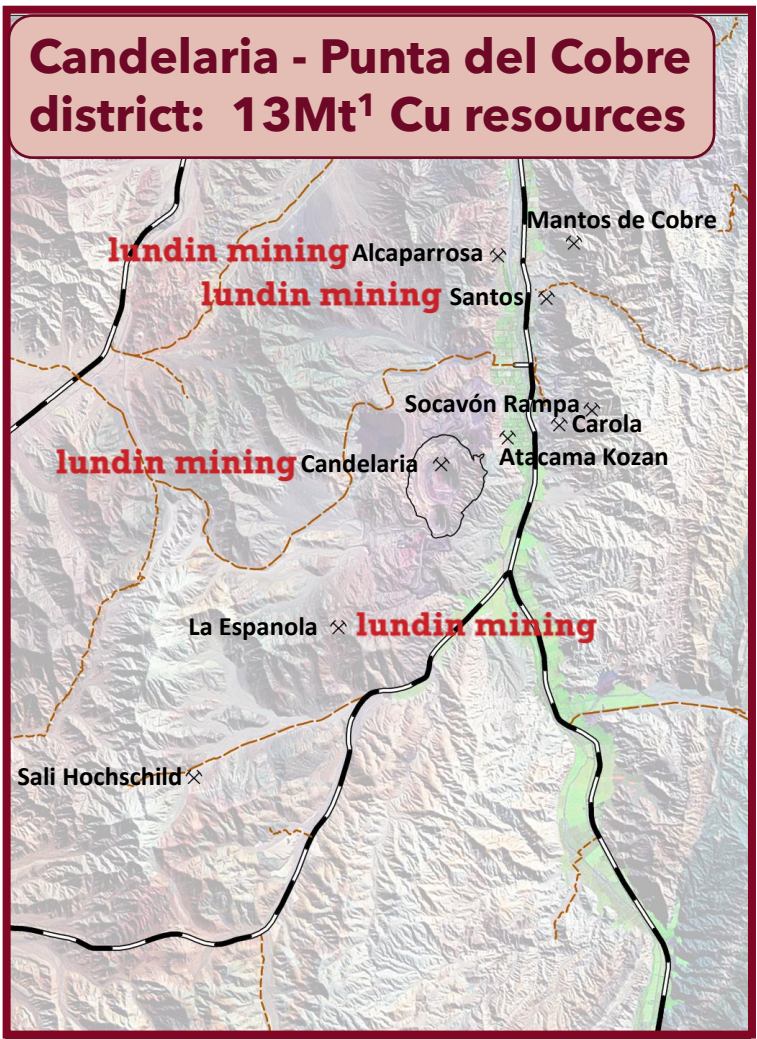 Candelaria - Punta del Cobre
district: 13Mt¹ Cu resources
Mantos de Cobre
lundin mining Alcaparrosa
lundin mining Santos
Socavón Rampa
Carola
Atacama Kozan
lundin mining Candelaria
La Espanola lundin mining
Sali Hochschild